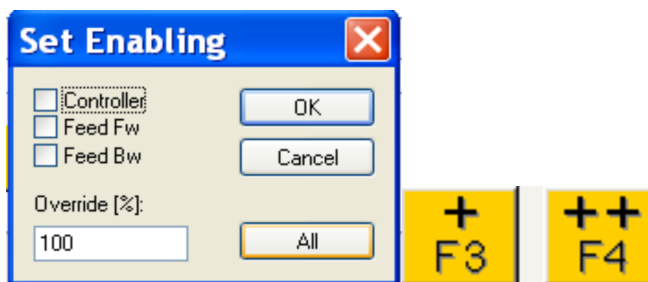 Set Enabling
Controller
OK
Feed Fw
Feed Bw
Cancel
Override [%]:
100
All
+
F3
++
F4